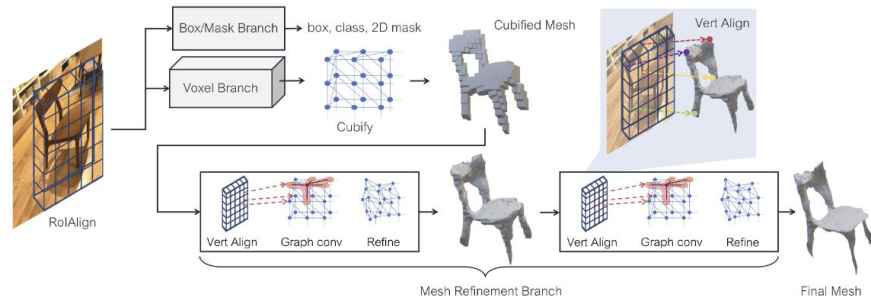 Box/Mask Branch
box, class, 2D mask
Cubified Mesh
Vert Align
Voxel Branch
Cubify
RoIAlign
Vert Align
Graph conv
Refine
Vert Align
Graph conv
Refine
Mesh Refinement Branch
Final Mesh